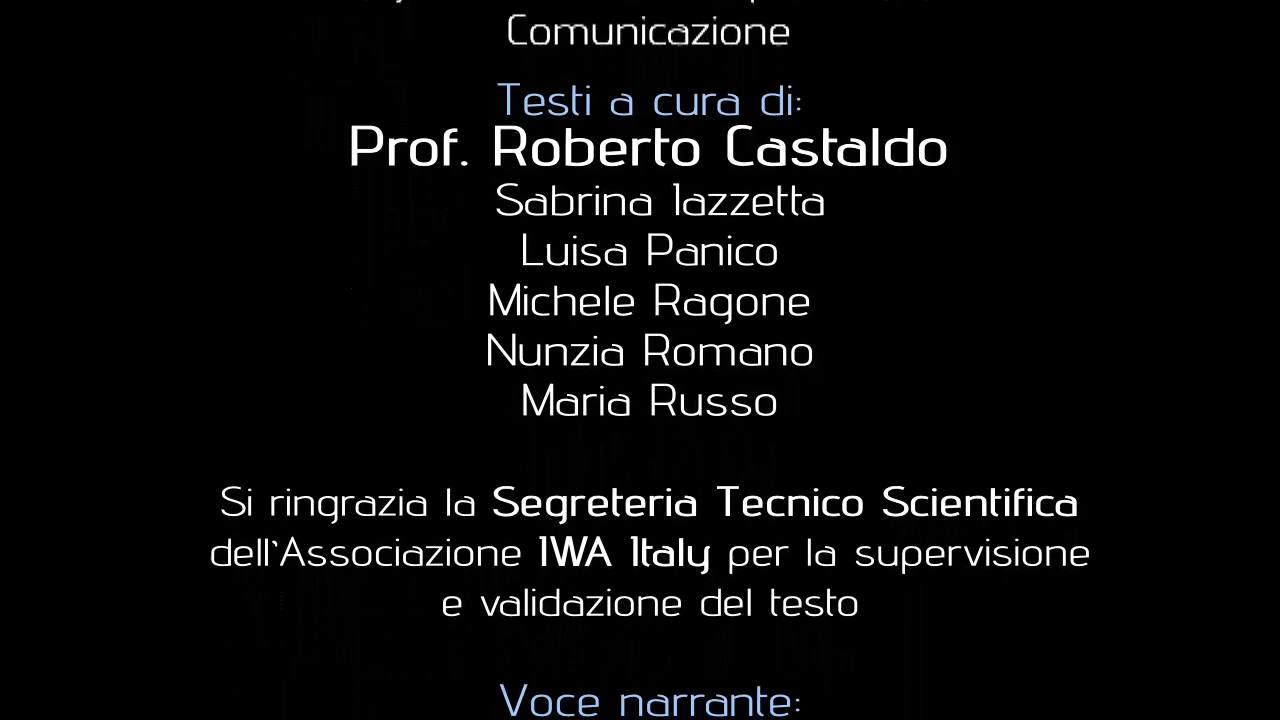 Comunicazione
Testi a cura di:
Prof. Roberto Castaldo
Sabrina Iazzetta
Luisa Panico
Michele Ragone
Nunzia Romano
Maria Russo
Si ringrazia la Segreteria Tecnico Scientifica
dell'Associazione IWA Italy per la supervisione
e validazione del testo
Voce narrante: